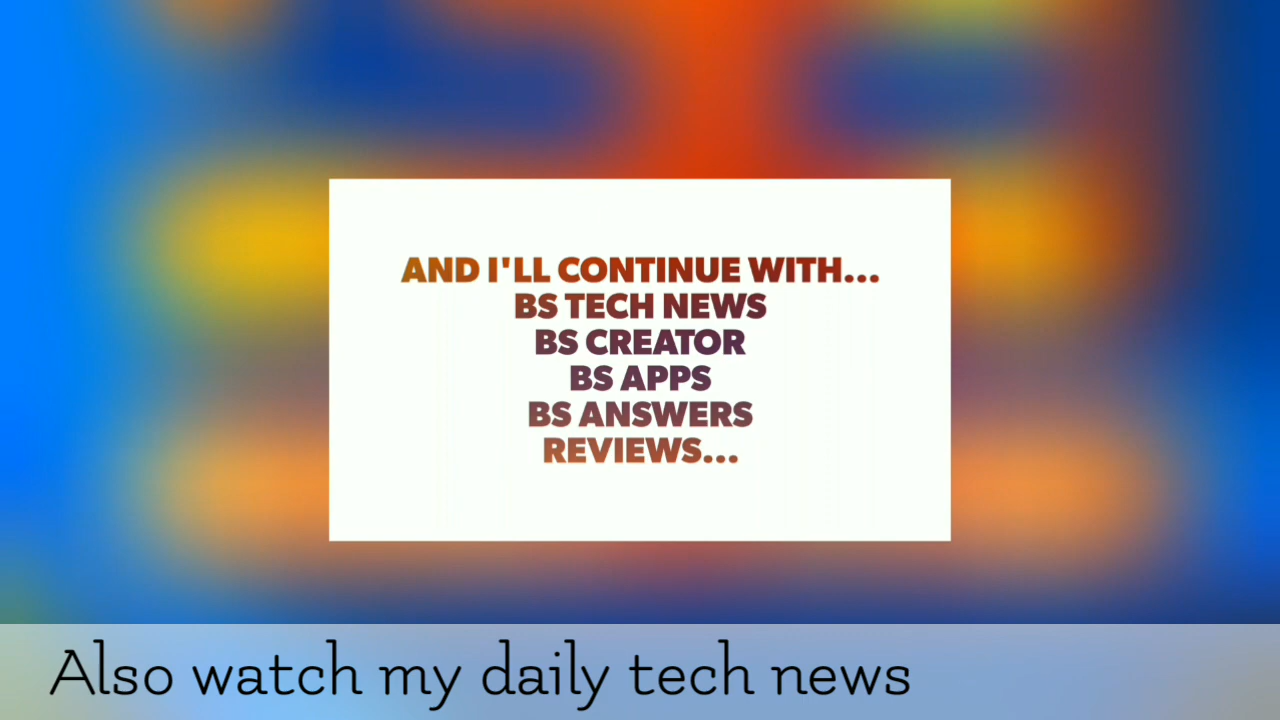 AND I'LL CONTINUE WITH...
BS TECH NEWS
BS CREATOR
BS APPS
BS ANSWERS
REVIEWS...
Also watch my daily tech news